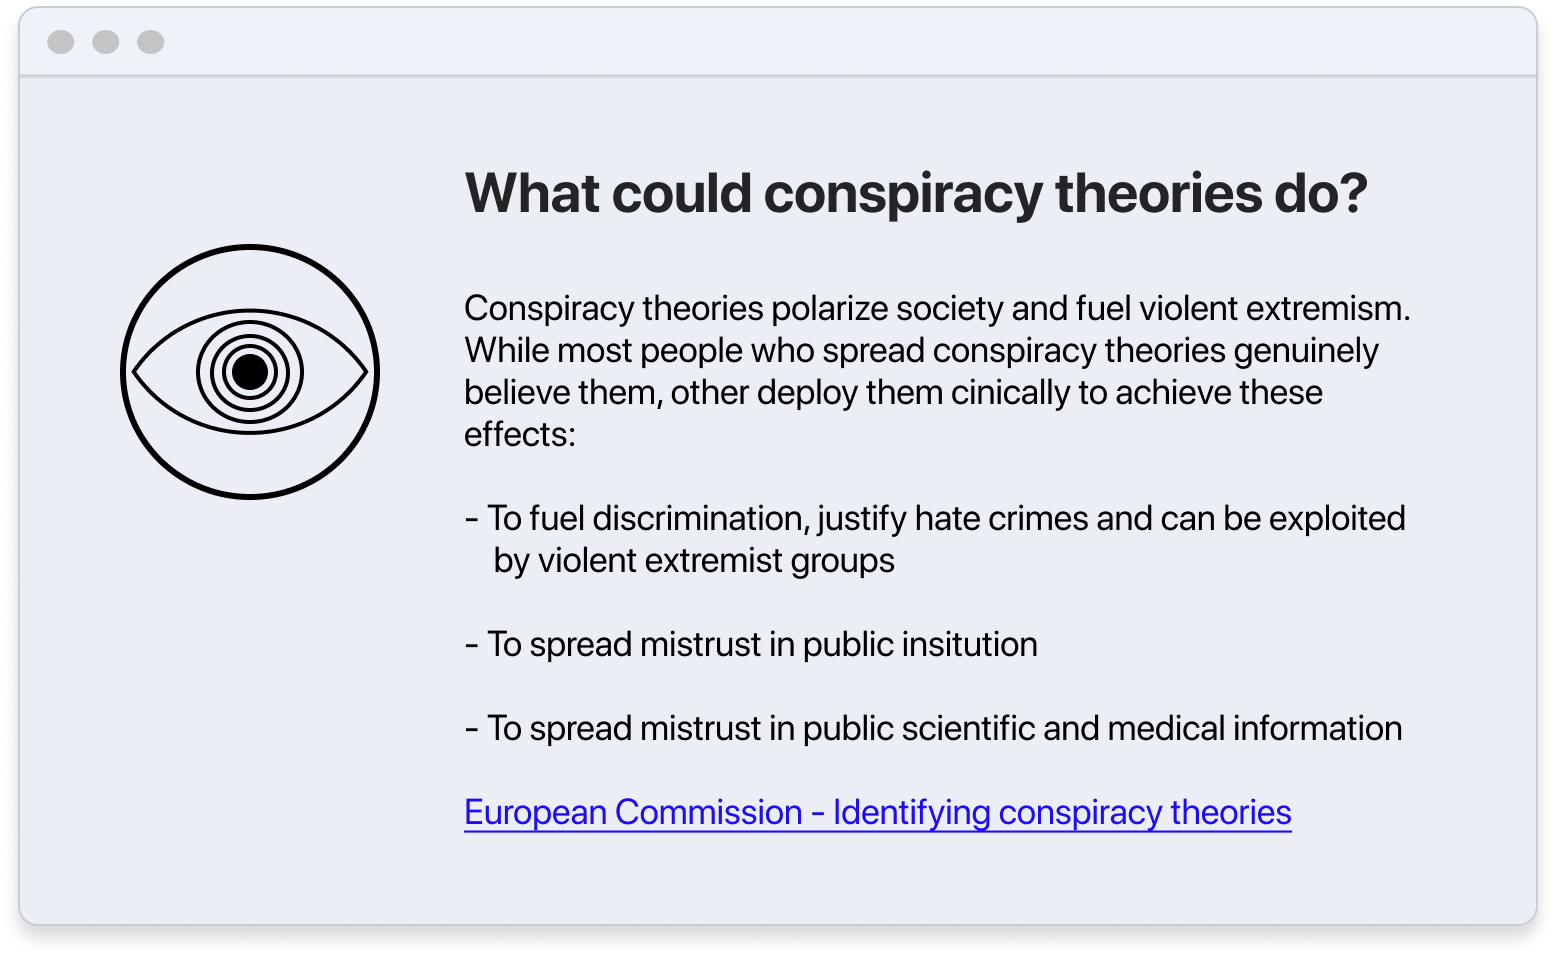 What could conspiracy theories do?
Conspiracy theories polarize society and fuel violent extremism.
While most people who spread conspiracy theories genuinely
believe them, other deploy them cinically to achieve these
effects:
- To fuel discrimination, justify hate crimes and can be exploited
by violent extremist groups
- To spread mistrust in public insitution
- To spread mistrust in public scientific and medical information
European Commission - Identifying conspiracy theories